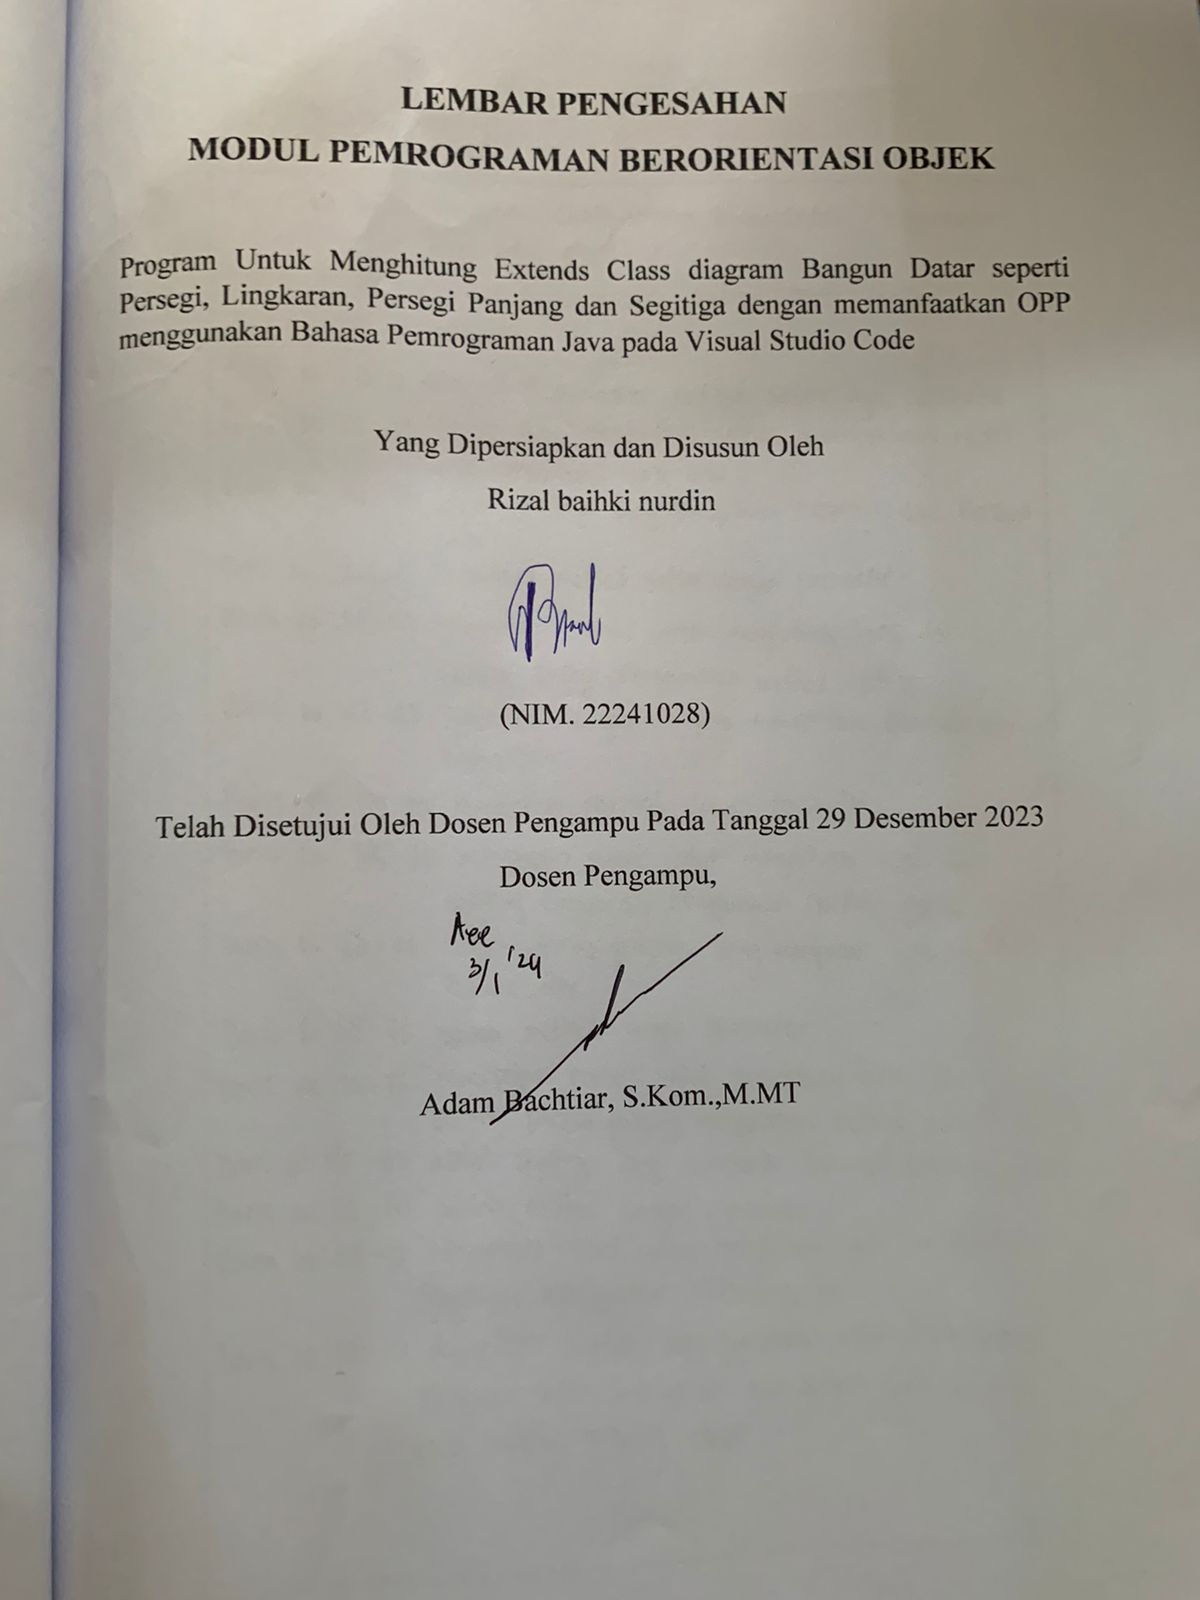 LEMBAR PENGESAHAN
MODUL PEMROGRAMAN BERORIENTASI OBJEK
Program Untuk Menghitung Extends Class diagram Bangun Datar seperti
Persegi, Lingkaran, Persegi Panjang dan Segitiga dengan memanfaatkan OPP
menggunakan Bahasa Pemrograman Java pada Visual Studio Code
Yang Dipersiapkan dan Disusun Oleh
Rizal baihki nurdin
(NIM. 22241028)
Telah Disetujui Oleh Dosen Pengampu Pada Tanggal 29 Desember 2023
Dosen Pengampu,
Acc
3/1 '24
Adam Bachtiar, S.Kom.,M.MT